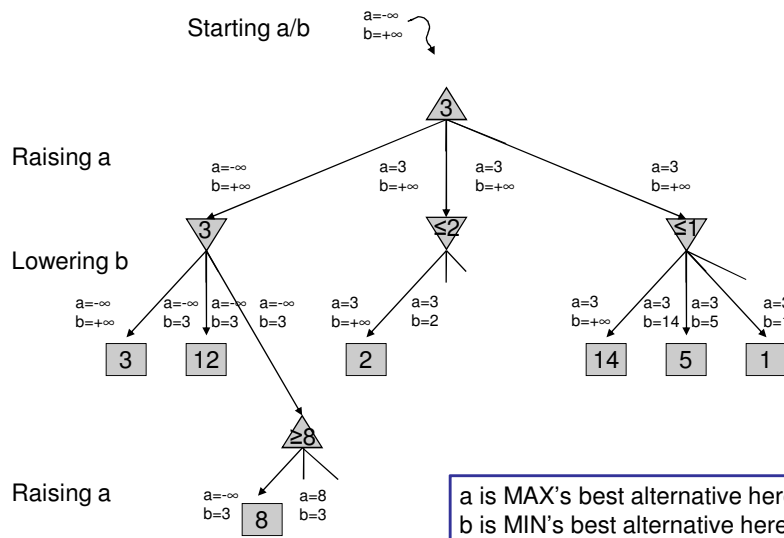 Starting a/b
a=-∞
b=+∞
3
Raising a
a=-∞
b=+∞
a=3
b=+∞
a=3
b=+∞
a=3
b=+∞
3
≤2
≤1
Lowering b
a=-∞
b=+∞
a=-∞
b=3
a=-∞
b=3
a=-∞
b=3
a=3
b=+∞
a=3
b=2
a=3
b=+∞
a=3
b=14
a=3
b=5
3
12
2
14
5
1
≥8
Raising a
a=-∞
b=3
8
a=8
b=3
a is MAX's best alternative here
b is MIN's best alternative here